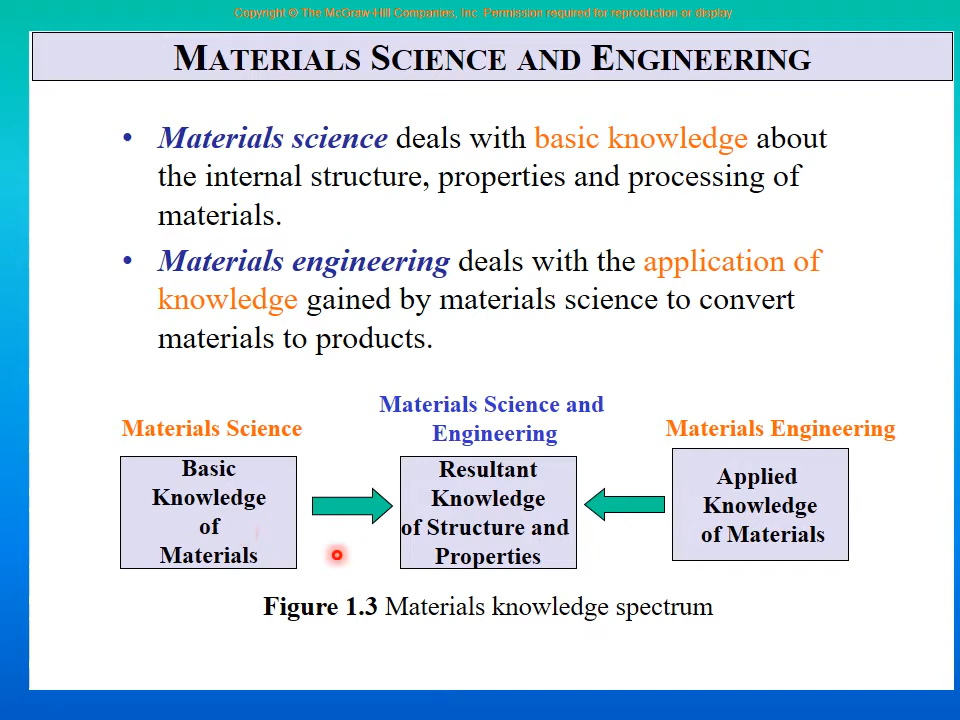 Copyright © The McGraw-Hill Companies, Inc. Permission required for reproduction or display
MATERIALS SCIENCE AND ENGINEERING
• Materials science deals with basic knowledge about
the internal structure, properties and processing of
materials.
• Materials engineering deals with the application of
knowledge gained by materials science to convert
materials to products.
Materials Science
Basic
Knowledge
of
Materials
Materials Science and
Engineering
Resultant
Knowledge
of Structure and
Properties
Materials Engineering
Applied
Knowledge
of Materials
Figure 1.3 Materials knowledge spectrum